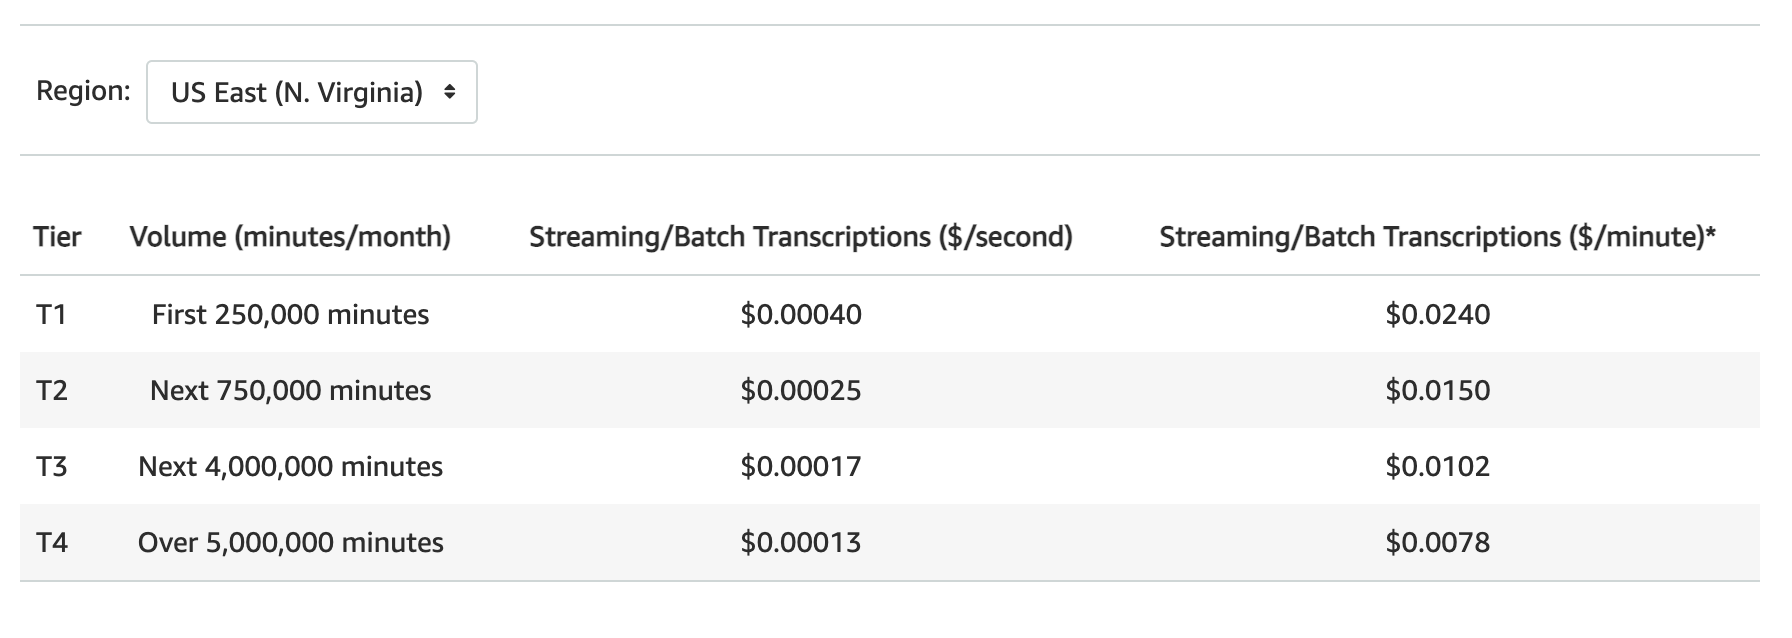 Region: US East (N. Virginia)
Tier Volume (minutes/month) Streaming/Batch Transcriptions ($/second) Streaming/Batch Transcriptions ($/minute)*
T1 First 250,000 minutes $0.00040 $0.0240
T2 Next 750,000 minutes $0.00025 $0.0150
T3 Next 4,000,000 minutes $0.00017 $0.0102
T4 Over 5,000,000 minutes $0.00013 $0.0078